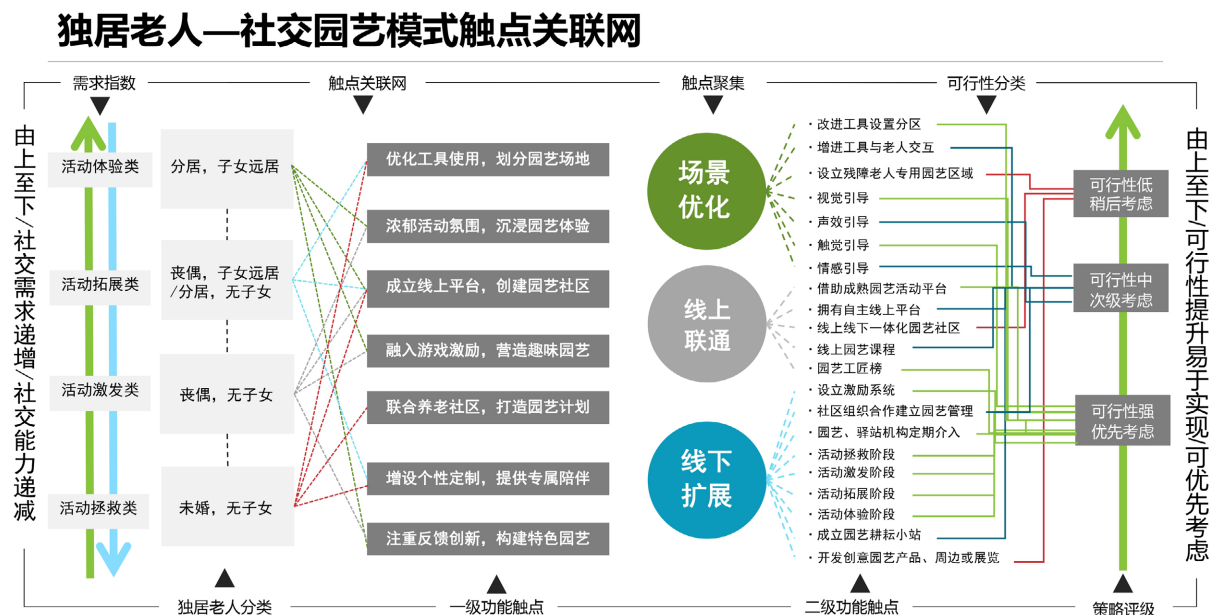 独居老人—社交园艺模式触点关联网
需求指数
触点关联网
触点聚集
可行性分类
由上至下/社交需求递增/社交能力递减
活动体验类
活动拓展类
活动激发类
活动拯救类
分居，子女远居
丧偶，子女远居
/分居，无子女
丧偶，无子女
未婚，无子女
优化工具使用，划分园艺场地
浓郁活动氛围，沉浸园艺体验
成立线上平台，创建园艺社区
融入游戏激励，营造趣味园艺
联合养老社区，打造园艺计划
增设个性定制，提供专属陪伴
注重反馈创新，构建特色园艺
场景
优化
线上
联通
线下
扩展
·改进工具设置分区
·增进工具与老人交互
·设立残障老人专用园艺区域
·视觉引导
·声效引导
·触觉引导
·情感引导
·借助成熟园艺活动平台
·拥有自主线上平台
·线上线下一体化园艺社区
·线上园艺课程
·园艺工匠榜
·设立激励系统
·社区组织合作建立园艺管理
·园艺、驿站机构定期介入
·活动拯救阶段
·活动激发阶段
·活动拓展阶段
·活动体验阶段
·成立园艺耕耘小站
·开发创意园艺产品、周边或展览
可行性低
稍后考虑
可行性中
次级考虑
可行性强
优先考虑
由上至下/可行性提升易于实现/可优先考虑
独居老人分类
一级功能触点
二级功能触点
策略评级